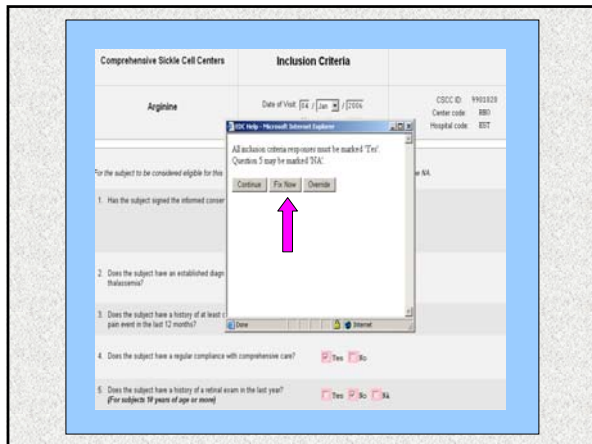 Comprehensive Sickle Cell Centers
Inclusion Criteria
Arginine
Date of Visit: 04 / Jan / 2006
CSCC ID: 9901020
Center code:
Hospital code:
EDC Help - Microsoft Internet Explorer
All inclusion criteria responses must be marked 'Yes'.
Question 5 may be marked 'NA'.
Continue Fix Now Override
For the subject to be considered eligible for this
NA.
1. Has the subject signed the informed conser
2. Does the subject have an established diagn
thalassemia?
3. Does the subject have a history of at least
pain event in the last 12 months?
Done Internet
4. Does the subject have a regular compliance with comprehensive care? Yes No
5. Does the subject have a history of a retinal exam in the last year? Yes No NA
(For subjects 10 years of age or more)